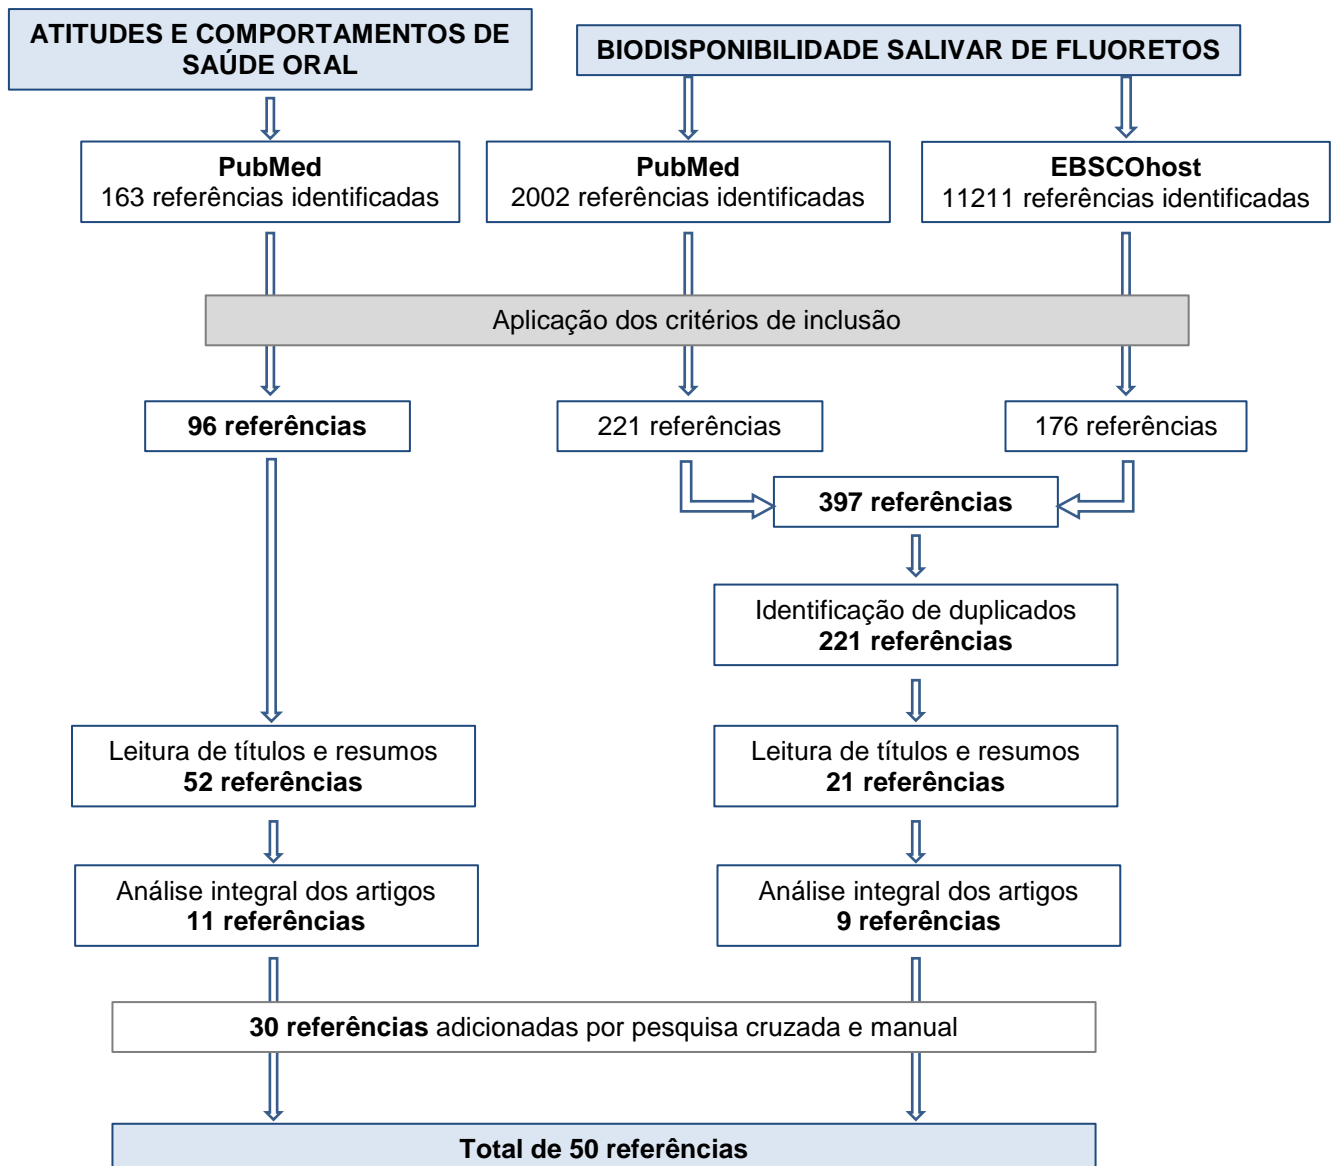 ATITUDES E COMPORTAMENTOS DE
SAÚDE ORAL
BIODISPONIBILIDADE SALIVAR DE FLUORETOS
PubMed
163 referências identificadas
PubMed
2002 referências identificadas
EBSCOhost
11211 referências identificadas
Aplicação dos critérios de inclusão
96 referências
221 referências
176 referências
397 referências
Identificação de duplicados
221 referências
Leitura de títulos e resumos
52 referências
Leitura de títulos e resumos
21 referências
Análise integral dos artigos
11 referências
Análise integral dos artigos
9 referências
30 referências adicionadas por pesquisa cruzada e manual
Total de 50 referências